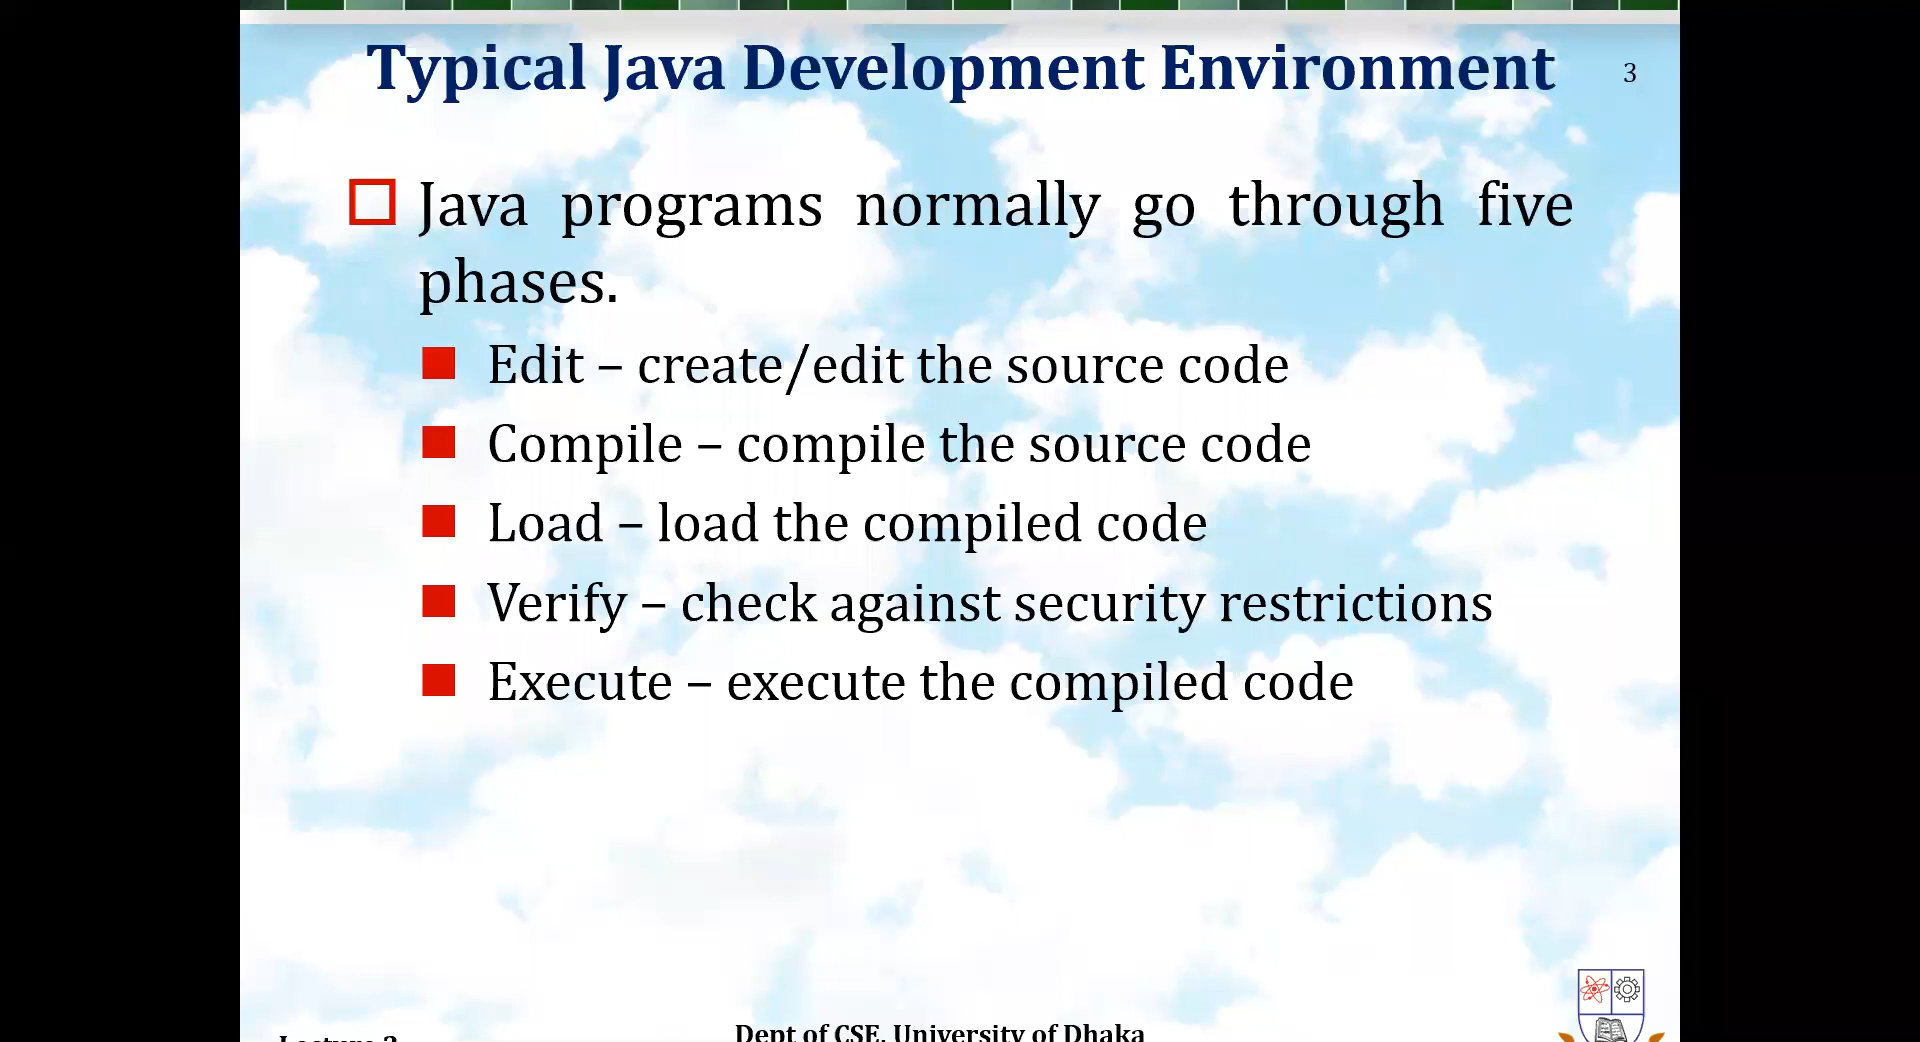 Typical Java Development Environment
3
Java programs normally go through five
phases.
Edit – create/edit the source code
Compile – compile the source code
Load – load the compiled code
Verify – check against security restrictions
Execute – execute the compiled code
Dept of CSE, University of Dhaka
Lecture 2